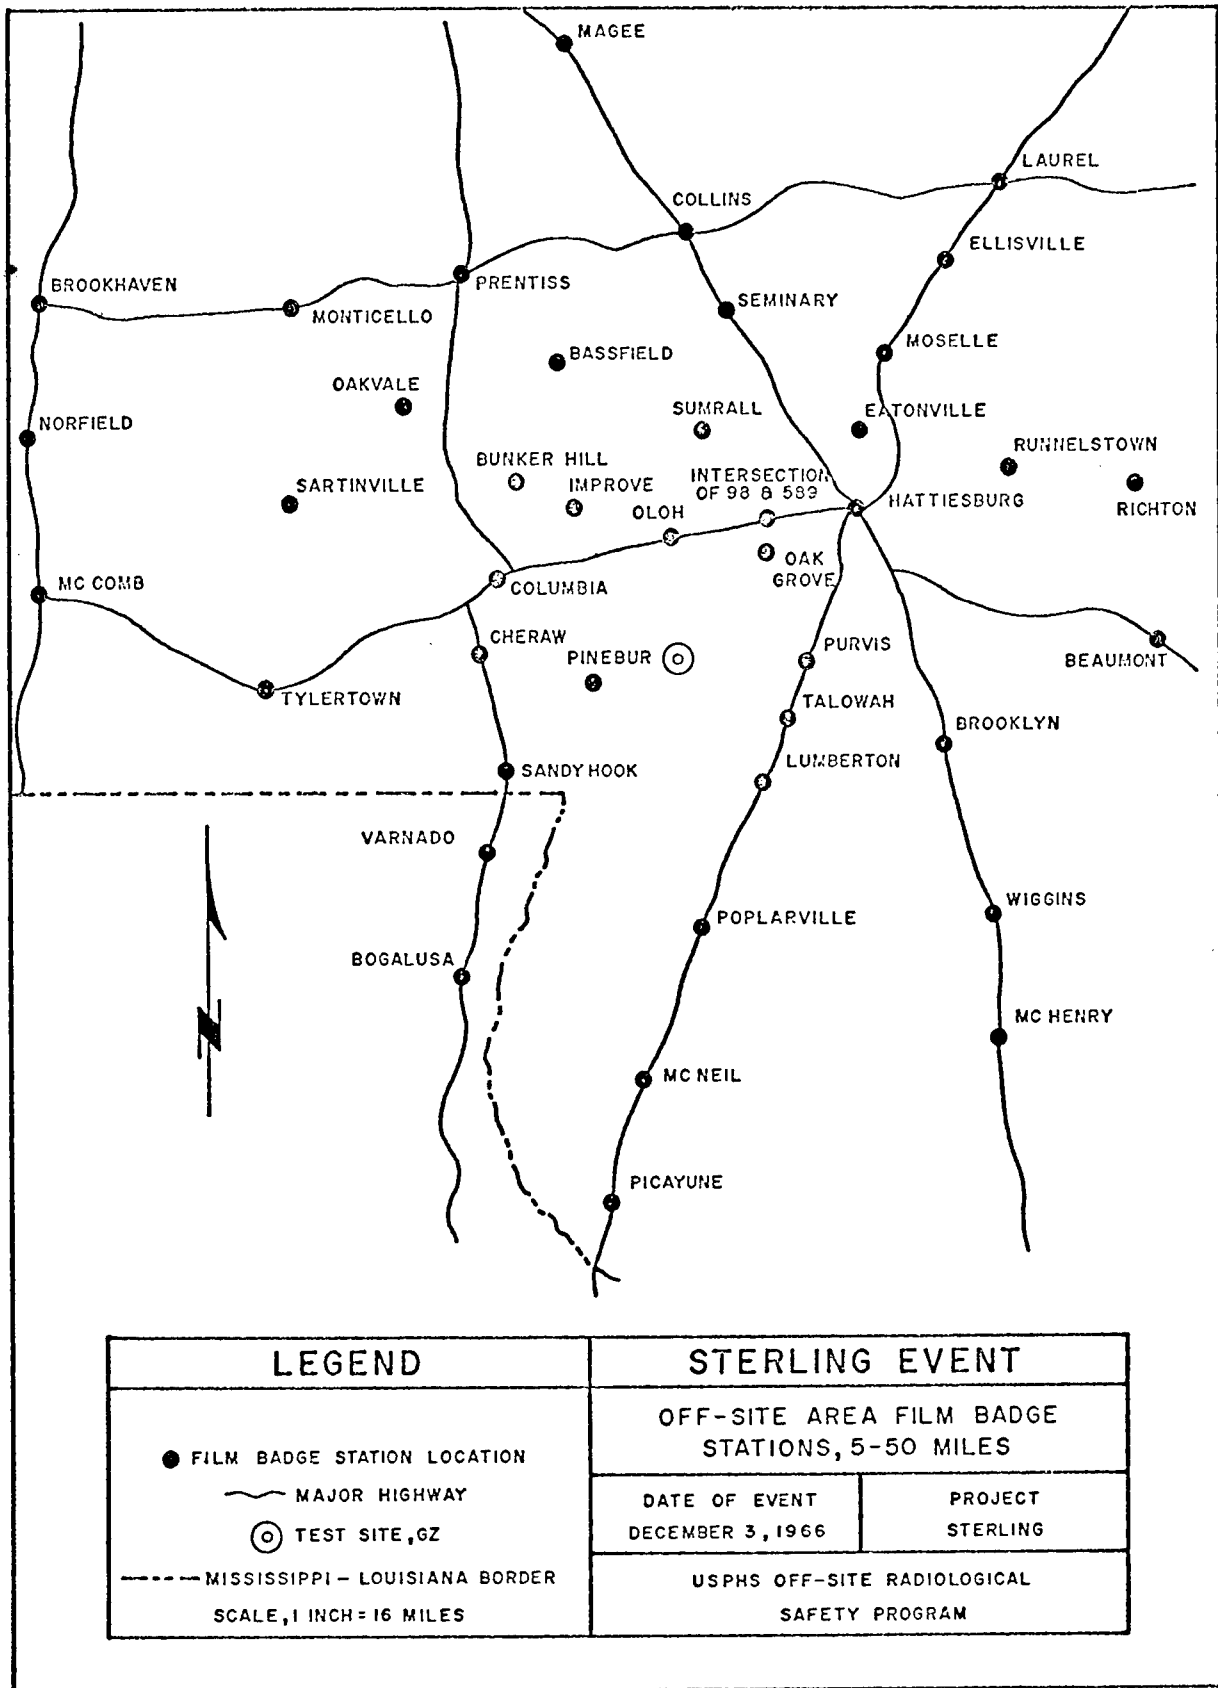 MAGEE
LAUREL
COLLINS
ELLISVILLE
BROOKHAVEN
PRENTISS
SEMINARY
MONTICELLO
MOSELLE
BASSFIELD
OAKVALE
SUMRALL
EATONVILLE
NORFIELD
RUNNELSTOWN
BUNKER HILL
INTERSECTION
OF 98 & 589
SARTINVILLE
IMPROVE
HATTIESBURG
RICHTON
OLOH
OAK
GROVE
MC COMB
COLUMBIA
CHERAW
PINEBUR
PURVIS
BEAUMONT
TYLERTOWN
TALOWAH
BROOKLYN
LUMBERTON
SANDY HOOK
VARNADO
WIGGINS
POPLARVILLE
BOGALUSA
MC HENRY
MC NEIL
PICAYUNE
N
LEGEND
FILM BADGE STATION LOCATION
MAJOR HIGHWAY
TEST SITE, GZ
MISSISSIPPI - LOUISIANA BORDER
SCALE, 1 INCH = 16 MILES
STERLING EVENT
OFF-SITE AREA FILM BADGE
STATIONS, 5-50 MILES
DATE OF EVENT
DECEMBER 3, 1966
PROJECT
STERLING
USPHS OFF-SITE RADIOLOGICAL
SAFETY PROGRAM